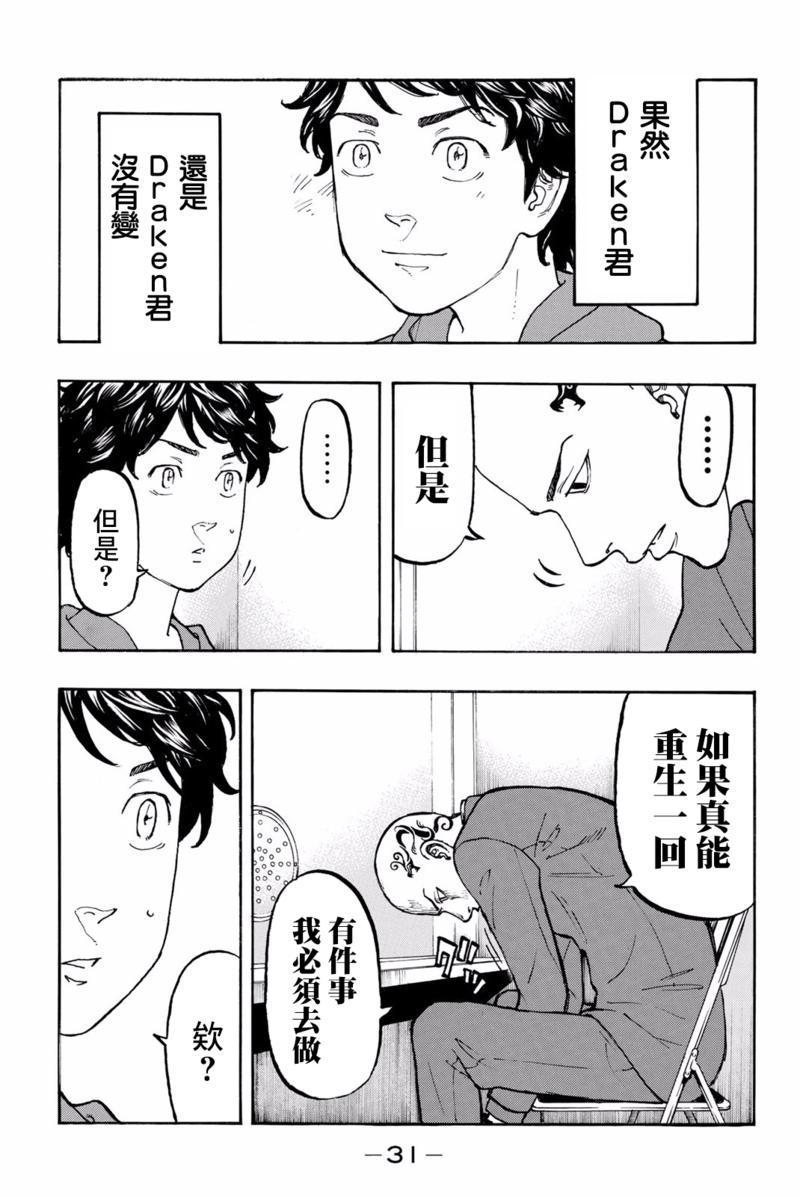 果然
Draken君
還是
Draken君
沒有變
……
但是
……
但是？
如果真能
重生一回
有件事
我必須去做
グッ
欸？
—31—